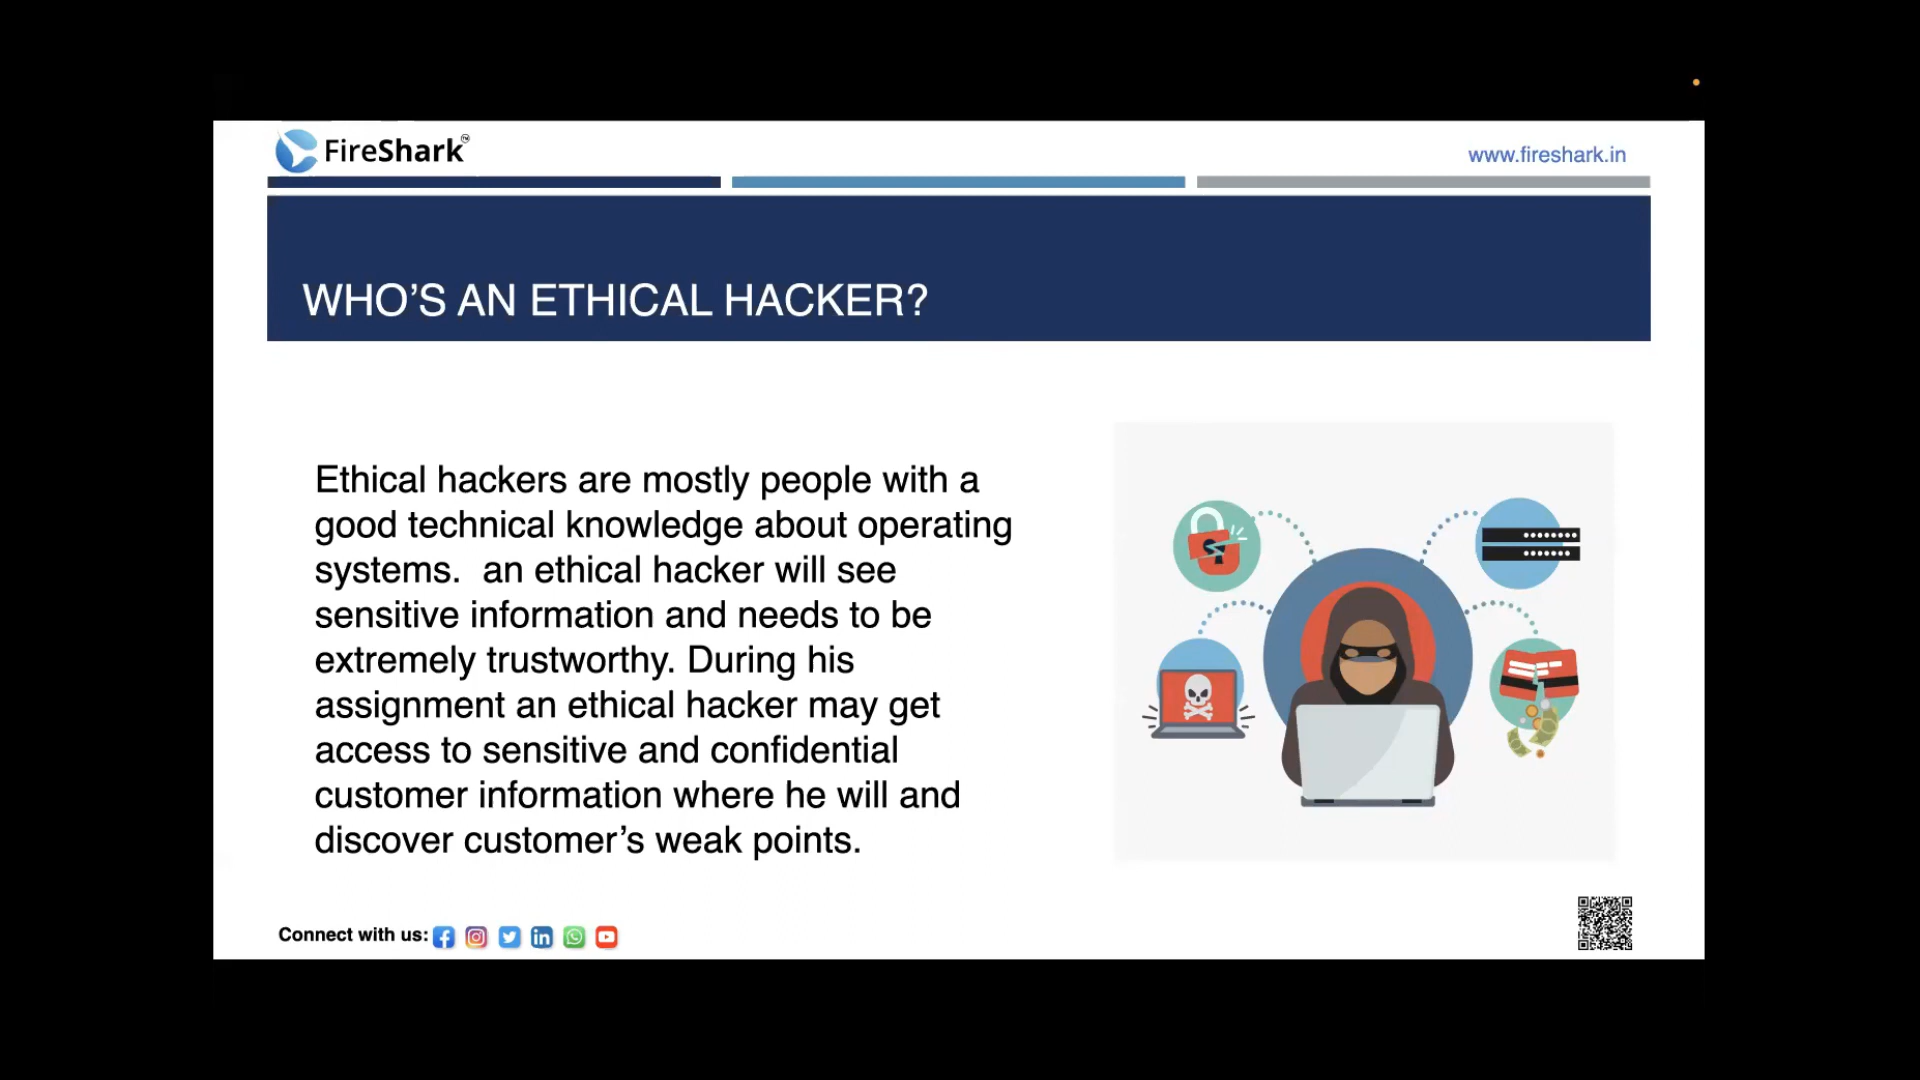 FireShark™
www.fireshark.in
WHO’S AN ETHICAL HACKER?
Ethical hackers are mostly people with a
good technical knowledge about operating
systems.  an ethical hacker will see
sensitive information and needs to be
extremely trustworthy. During his
assignment an ethical hacker may get
access to sensitive and confidential
customer information where he will and
discover customer’s weak points.
Connect with us: